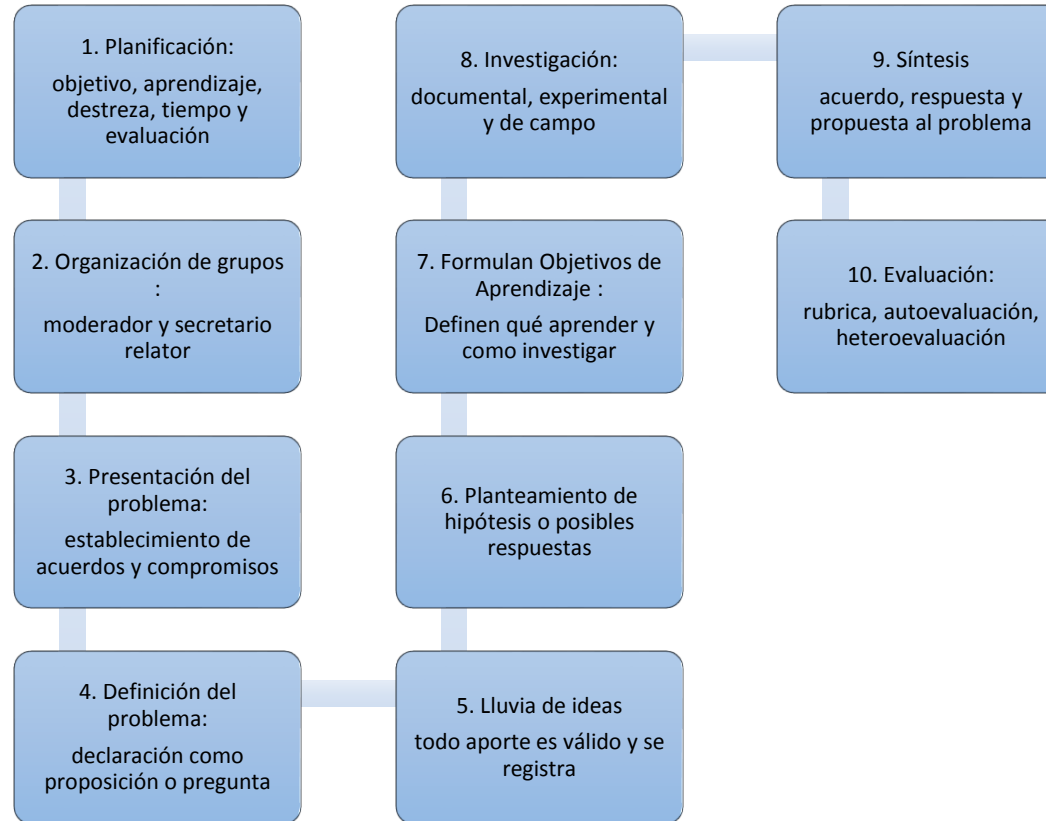 1. Planificación:
objetivo, aprendizaje,
destreza, tiempo y
evaluación
2. Organización de grupos
:
moderador y secretario
relator
3. Presentación del
problema:
establecimiento de
acuerdos y compromisos
4. Definición del
problema:
declaración como
proposición o pregunta
5. Lluvia de ideas
todo aporte es válido y se
registra
6. Planteamiento de
hipótesis o posibles
respuestas
7. Formulan Objetivos de
Aprendizaje :
Definen qué aprender y
como investigar
8. Investigación:
documental, experimental
y de campo
9. Síntesis
acuerdo, respuesta y
propuesta al problema
10. Evaluación:
rubrica, autoevaluación,
heteroevaluación